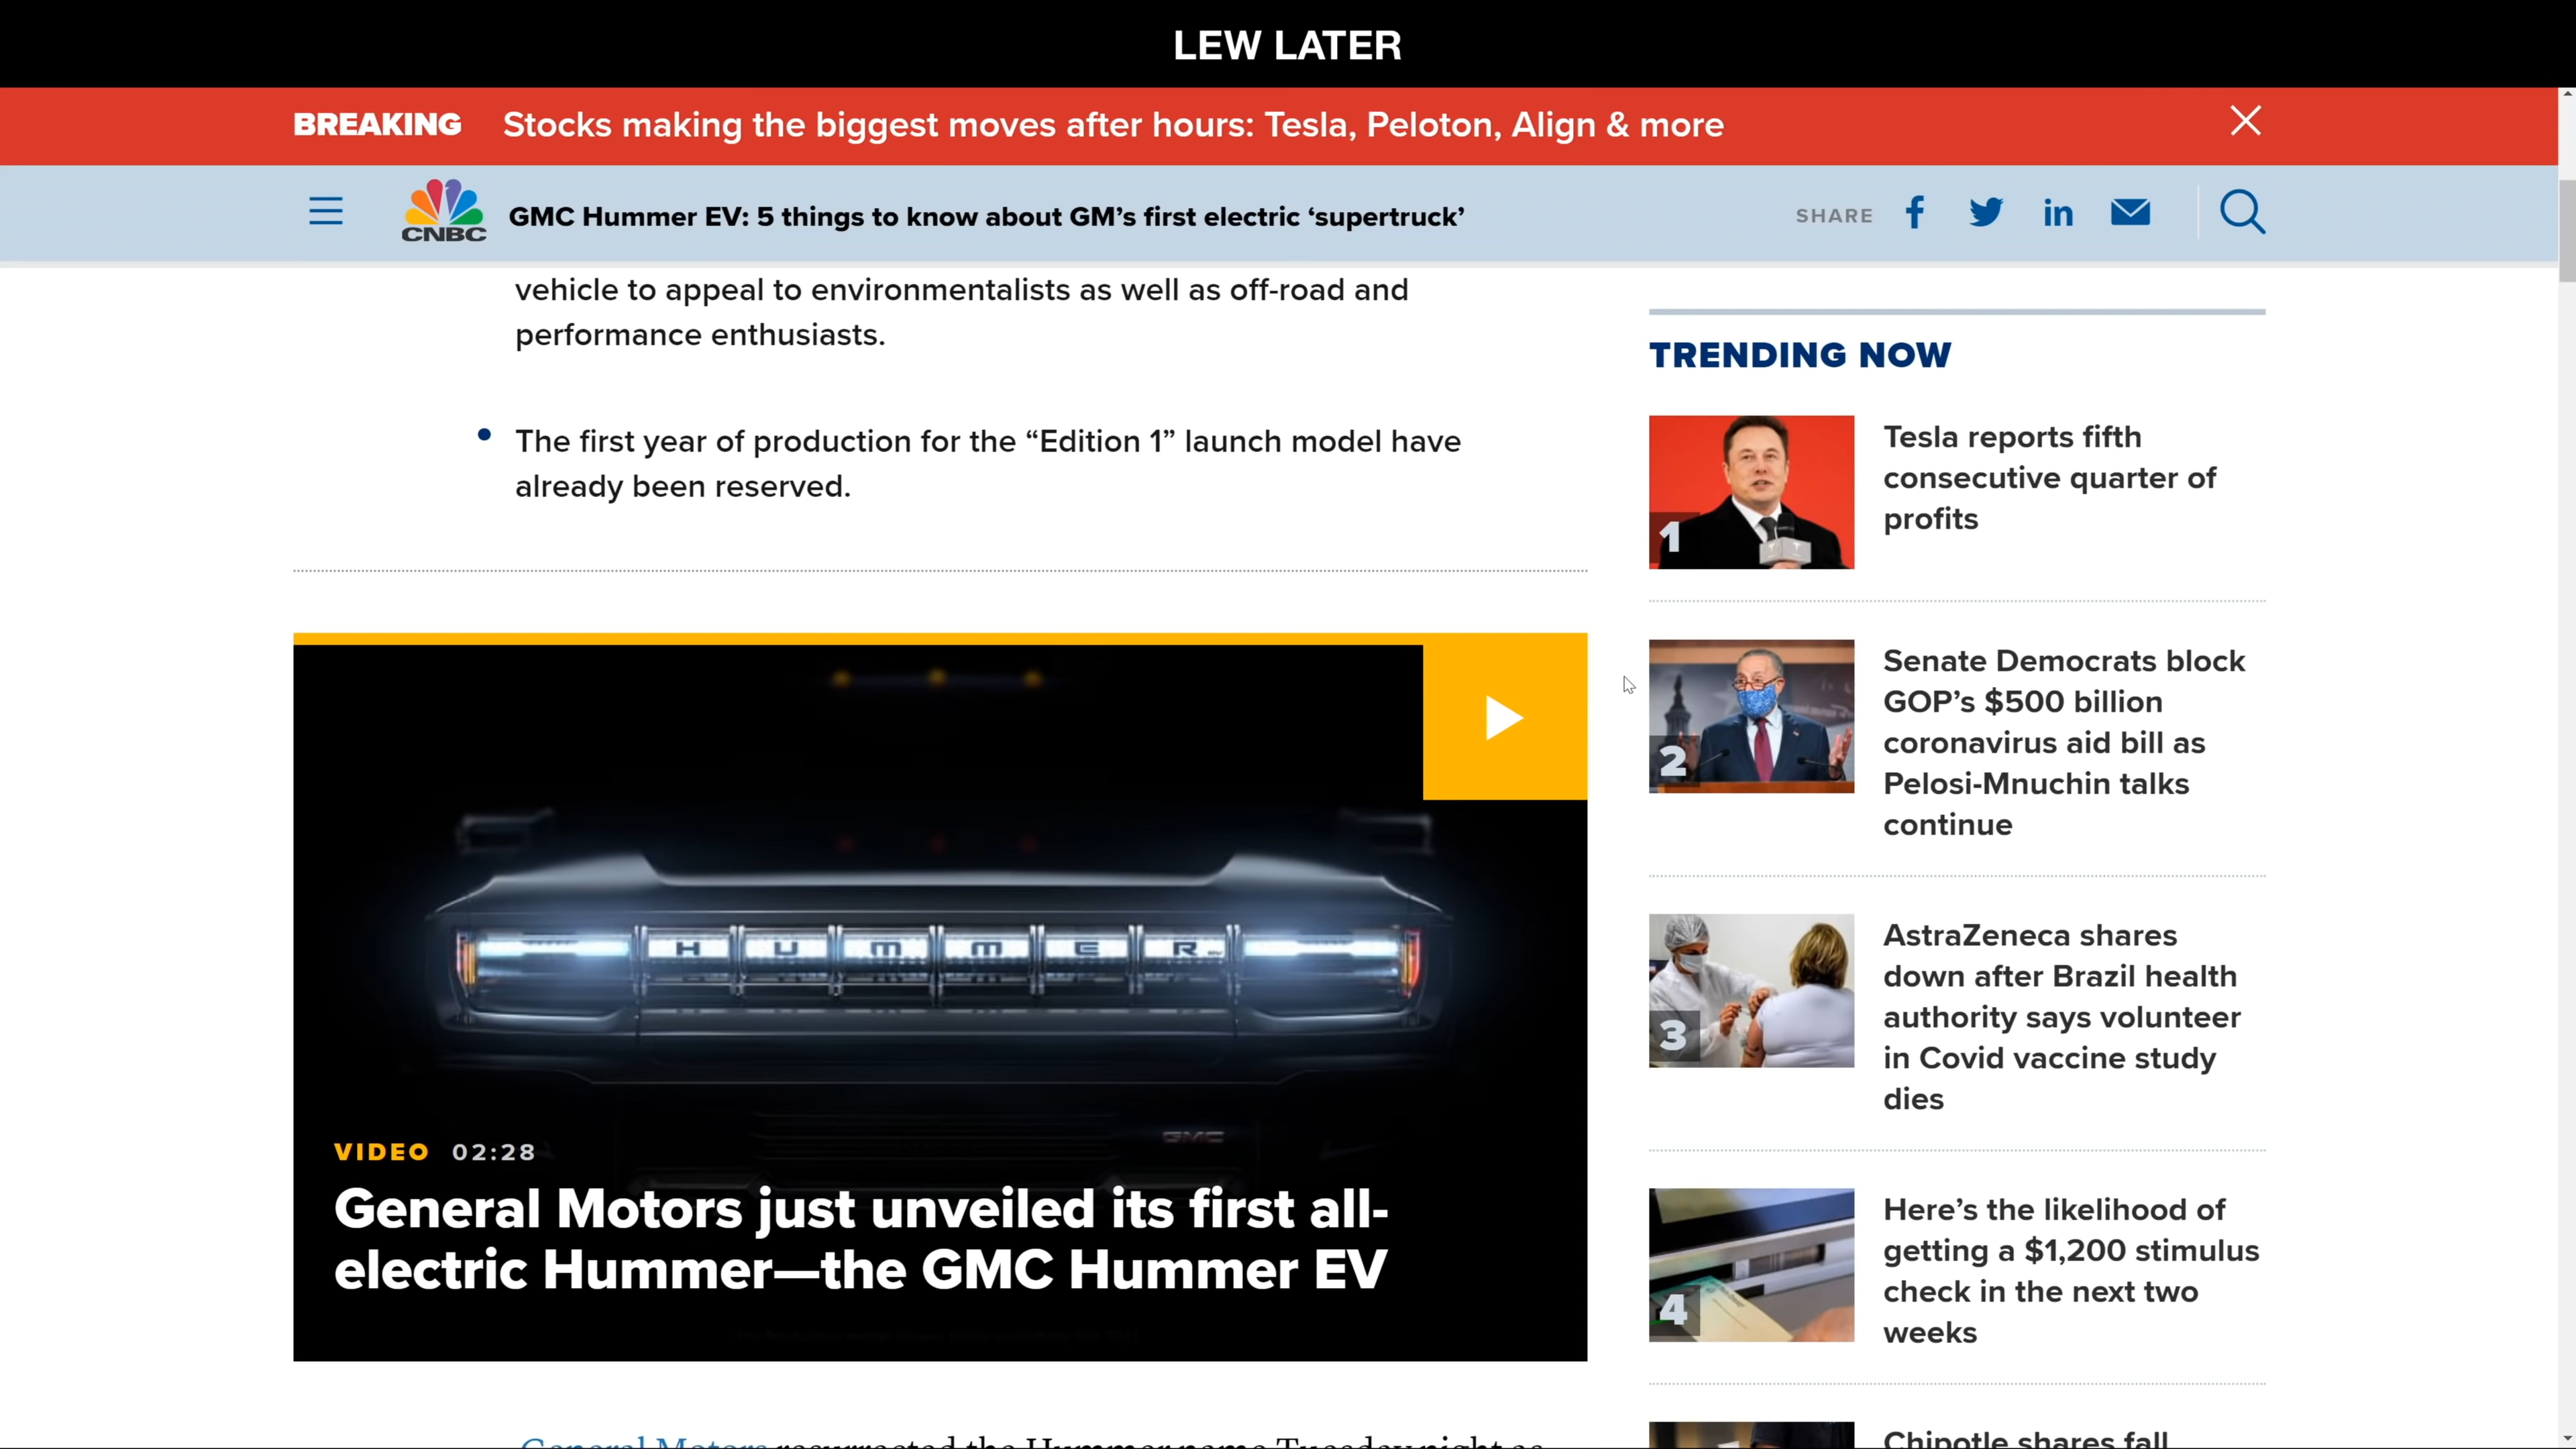 LEW LATER
BREAKING Stocks making the biggest moves after hours: Tesla, Peloton, Align & more
CNBC
GMC Hummer EV: 5 things to know about GM’s first electric ‘supertruck’
SHARE
vehicle to appeal to environmentalists as well as off-road and
performance enthusiasts.
• The first year of production for the “Edition 1” launch model have
already been reserved.
HUMMER EV
GMC
VIDEO 02:28
General Motors just unveiled its first all-
electric Hummer—the GMC Hummer EV
General Motors resurrected the Hummer name Tuesday night as
TRENDING NOW
1
Tesla reports fifth
consecutive quarter of
profits
2
Senate Democrats block
GOP’s $500 billion
coronavirus aid bill as
Pelosi-Mnuchin talks
continue
3
AstraZeneca shares
down after Brazil health
authority says volunteer
in Covid vaccine study
dies
4
Here’s the likelihood of
getting a $1,200 stimulus
check in the next two
weeks
Chipotle shares fall